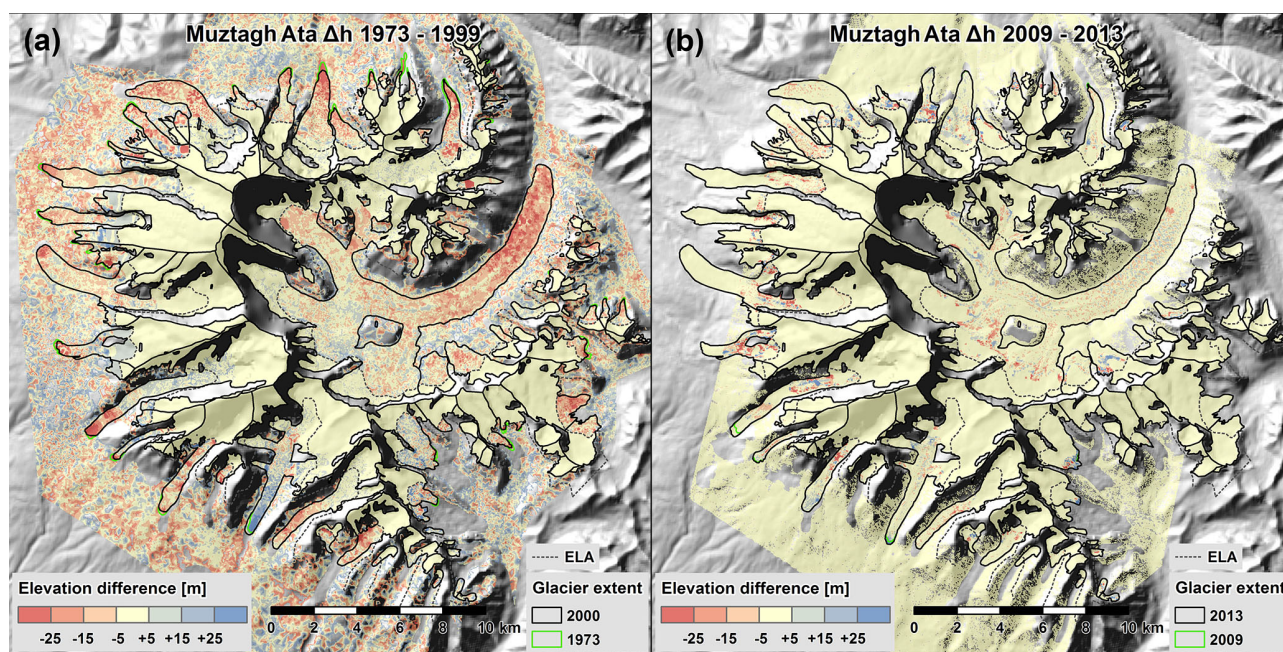 (a)
Muztagh Ata Δh 1973 - 1999
ELA
Elevation difference [m]
-25 -15 -5 +5 +15 +25
0 2 4 6 8 10 km
Glacier extent
2000
1973
(b)
Muztagh Ata Δh 2009 - 2013
ELA
Elevation difference [m]
-25 -15 -5 +5 +15 +25
0 2 4 6 8 10 km
Glacier extent
2013
2009